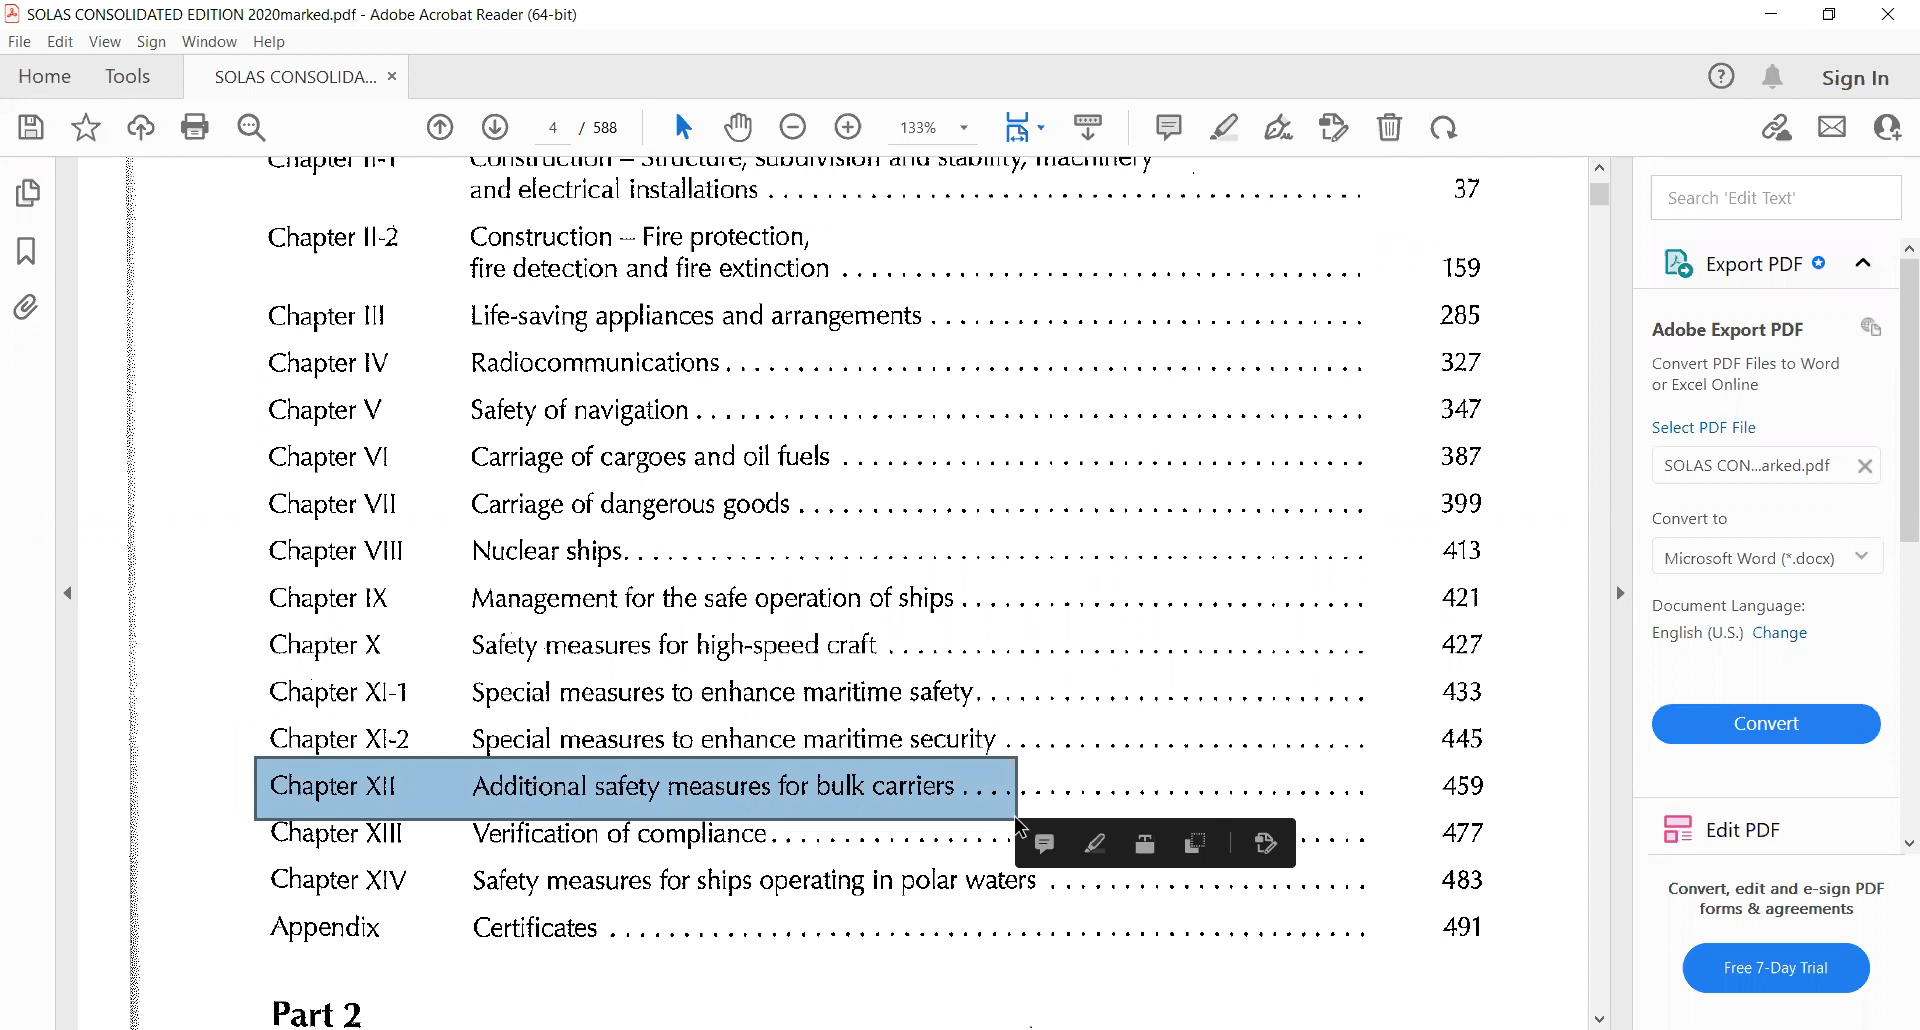 SOLAS CONSOLIDATED EDITION 2020marked.pdf - Adobe Acrobat Reader (64-bit)
File Edit View Sign Window Help
Home Tools SOLAS CONSOLIDA... × Sign In
4 / 588 133%
Chapter II-1 Construction – Structure, subdivision and stability, machinery
and electrical installations . . . . . . . . . . . . . . . . . . . . . . . . . . . . . . . . . . . . . . . . . 37
Chapter II-2 Construction – Fire protection,
fire detection and fire extinction . . . . . . . . . . . . . . . . . . . . . . . . . . . . . . . . . . . . 159
Chapter III Life-saving appliances and arrangements . . . . . . . . . . . . . . . . . . . . . . . . . . . . . . 285
Chapter IV Radiocommunications . . . . . . . . . . . . . . . . . . . . . . . . . . . . . . . . . . . . . . . . . . . . 327
Chapter V Safety of navigation . . . . . . . . . . . . . . . . . . . . . . . . . . . . . . . . . . . . . . . . . . . . . . 347
Chapter VI Carriage of cargoes and oil fuels . . . . . . . . . . . . . . . . . . . . . . . . . . . . . . . . . . . . 387
Chapter VII Carriage of dangerous goods . . . . . . . . . . . . . . . . . . . . . . . . . . . . . . . . . . . . . . . 399
Chapter VIII Nuclear ships. . . . . . . . . . . . . . . . . . . . . . . . . . . . . . . . . . . . . . . . . . . . . . . . . . . 413
Chapter IX Management for the safe operation of ships . . . . . . . . . . . . . . . . . . . . . . . . . . . . 421
Chapter X Safety measures for high-speed craft . . . . . . . . . . . . . . . . . . . . . . . . . . . . . . . . . 427
Chapter XI-1 Special measures to enhance maritime safety. . . . . . . . . . . . . . . . . . . . . . . . . . . 433
Chapter XI-2 Special measures to enhance maritime security . . . . . . . . . . . . . . . . . . . . . . . . . 445
Chapter XII Additional safety measures for bulk carriers . . . . . . . . . . . . . . . . . . . . . . . . . . . . 459
Chapter XIII Verification of compliance. . . . . . . . . . . . . . . . . . . . . 477
Chapter XIV Safety measures for ships operating in polar waters . . . . . . . . . . . . . . . . . . . . . . 483
Appendix Certificates . . . . . . . . . . . . . . . . . . . . . . . . . . . . . . . . . . . . . . . . . . . . . . . . . . . . 491
Part 2
Search 'Edit Text'
Export PDF
Adobe Export PDF
Convert PDF Files to Word
or Excel Online
Select PDF File
SOLAS CON...arked.pdf
Convert to
Microsoft Word (*.docx)
Document Language:
English (U.S.) Change
Convert
Edit PDF
Convert, edit and e-sign PDF
forms & agreements
Free 7-Day Trial